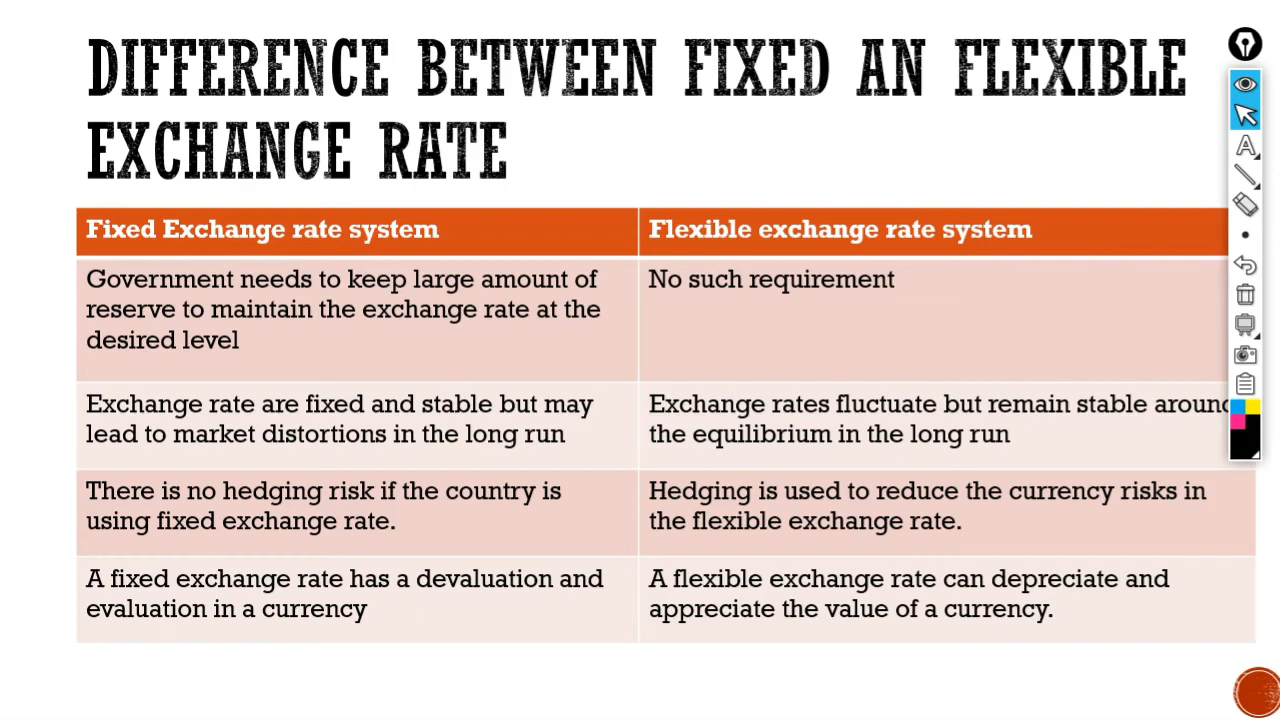 DIFFERENCE BETWEEN FIXED AN FLEXIBLE
EXCHANGE RATE
Fixed Exchange rate system
Flexible exchange rate system
Government needs to keep large amount of
reserve to maintain the exchange rate at the
desired level
No such requirement
Exchange rate are fixed and stable but may
lead to market distortions in the long run
Exchange rates fluctuate but remain stable around
the equilibrium in the long run
There is no hedging risk if the country is
using fixed exchange rate.
Hedging is used to reduce the currency risks in
the flexible exchange rate.
A fixed exchange rate has a devaluation and
evaluation in a currency
A flexible exchange rate can depreciate and
appreciate the value of a currency.
A